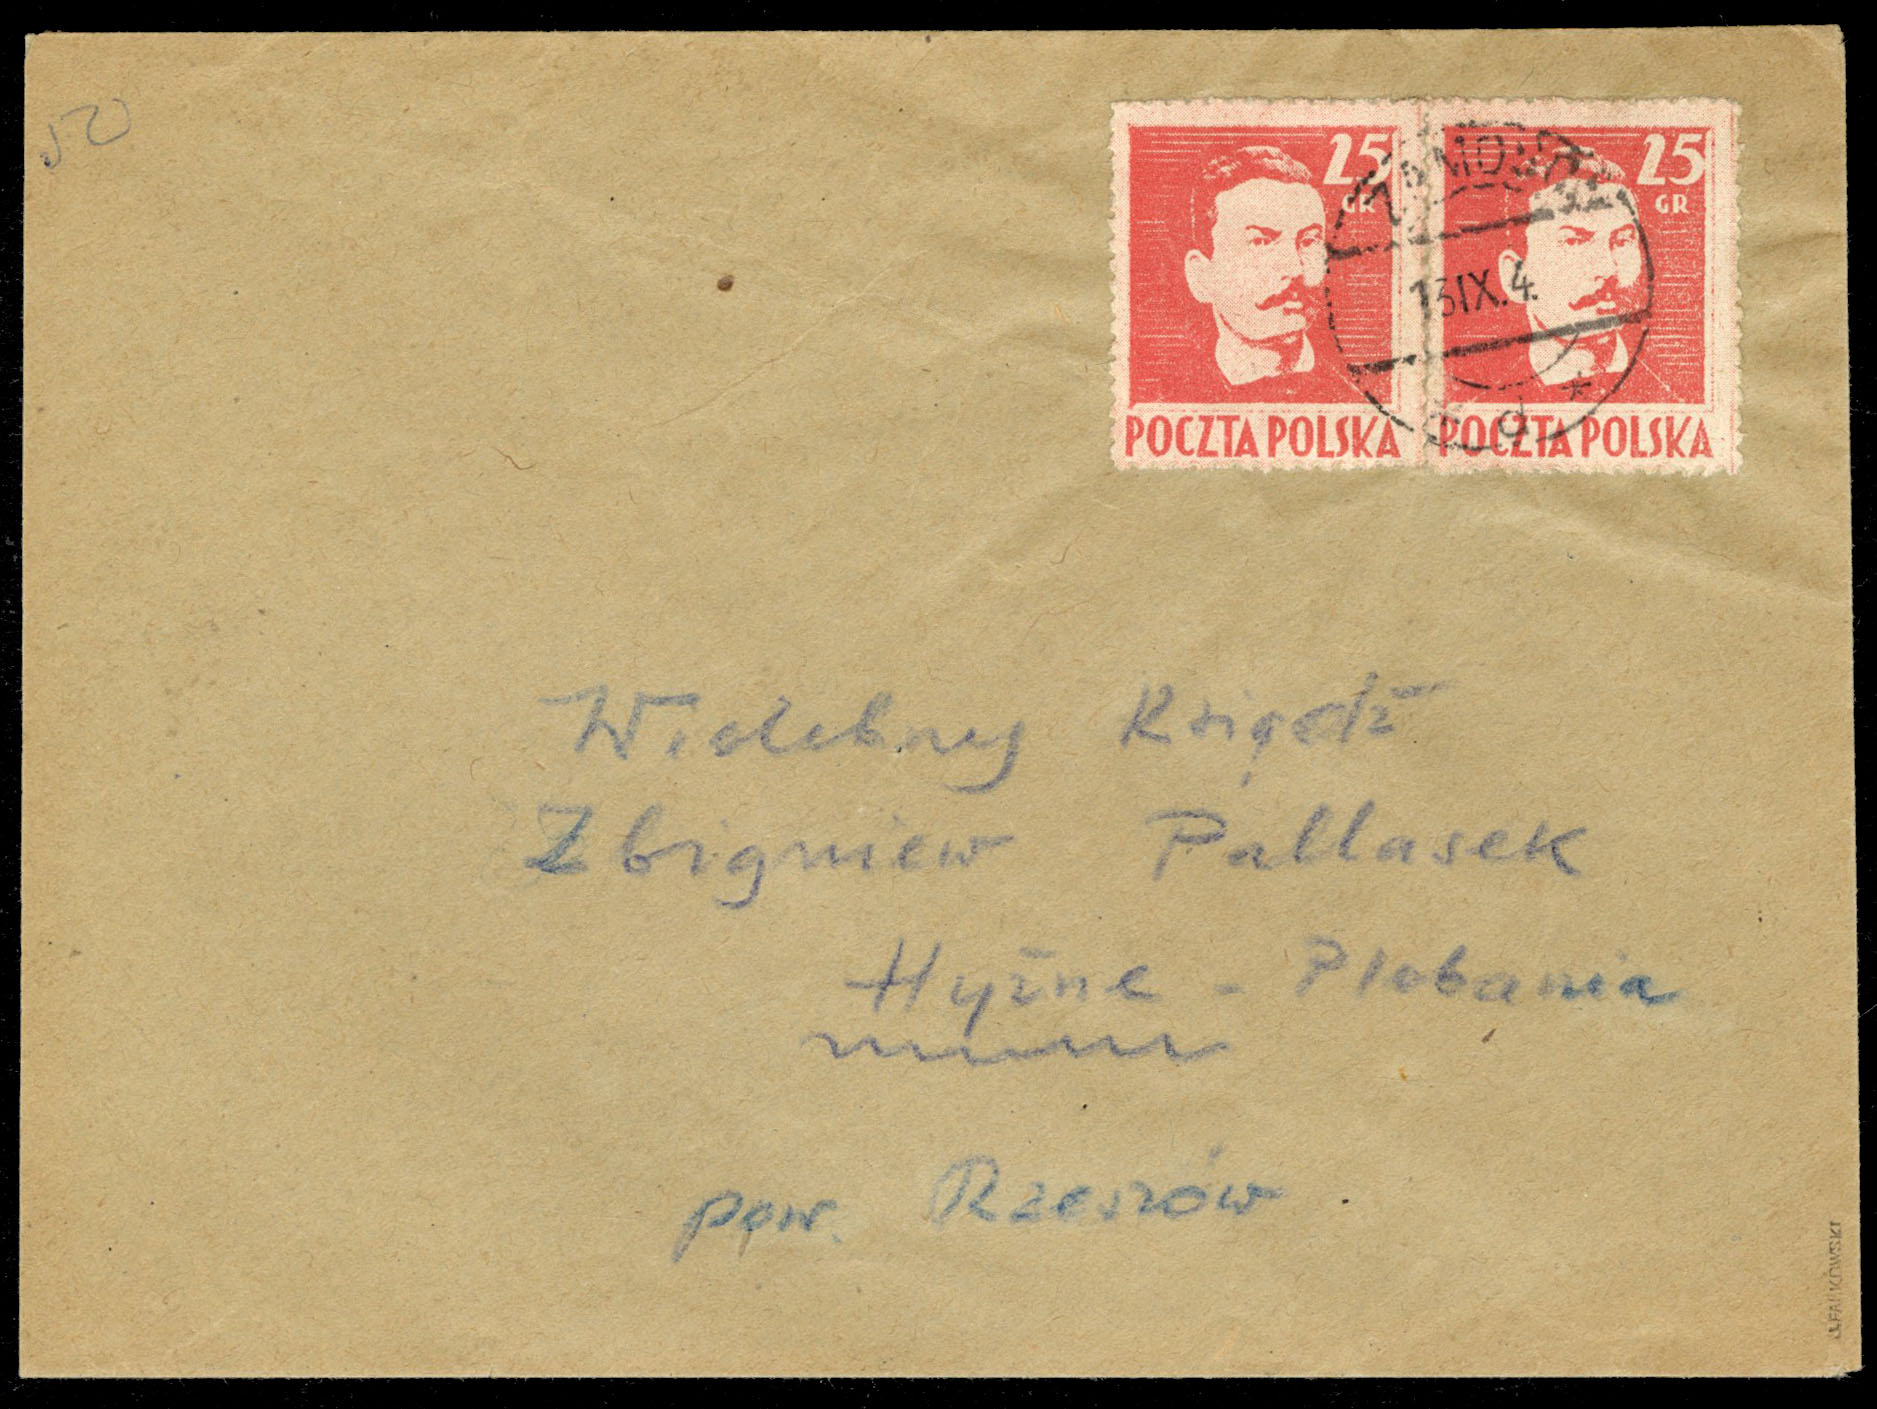 25 GR
POCZTA POLSKA
25 GR
POCZTA POLSKA
ZAMOŚĆ
13 IX. 4
* d *
Wielebny Ksiądz
Zbigniew Pallasek
Hyżne - Plebania
pow. Rzeszów